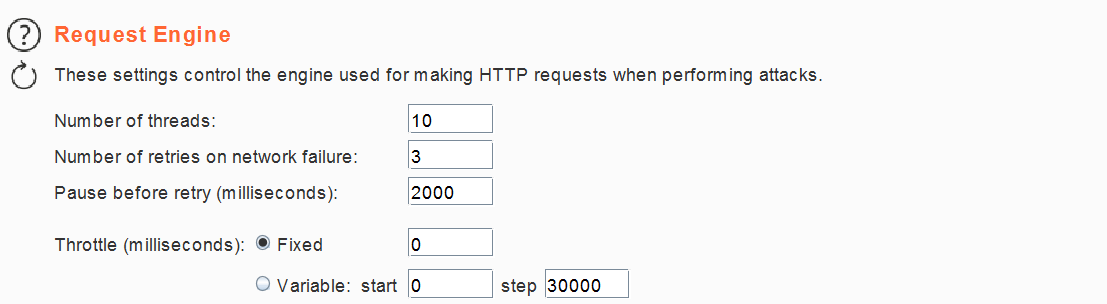 ? Request Engine
These settings control the engine used for making HTTP requests when performing attacks.
Number of threads: 10
Number of retries on network failure: 3
Pause before retry (milliseconds): 2000
Throttle (milliseconds): Fixed 0
Variable: start 0 step 30000